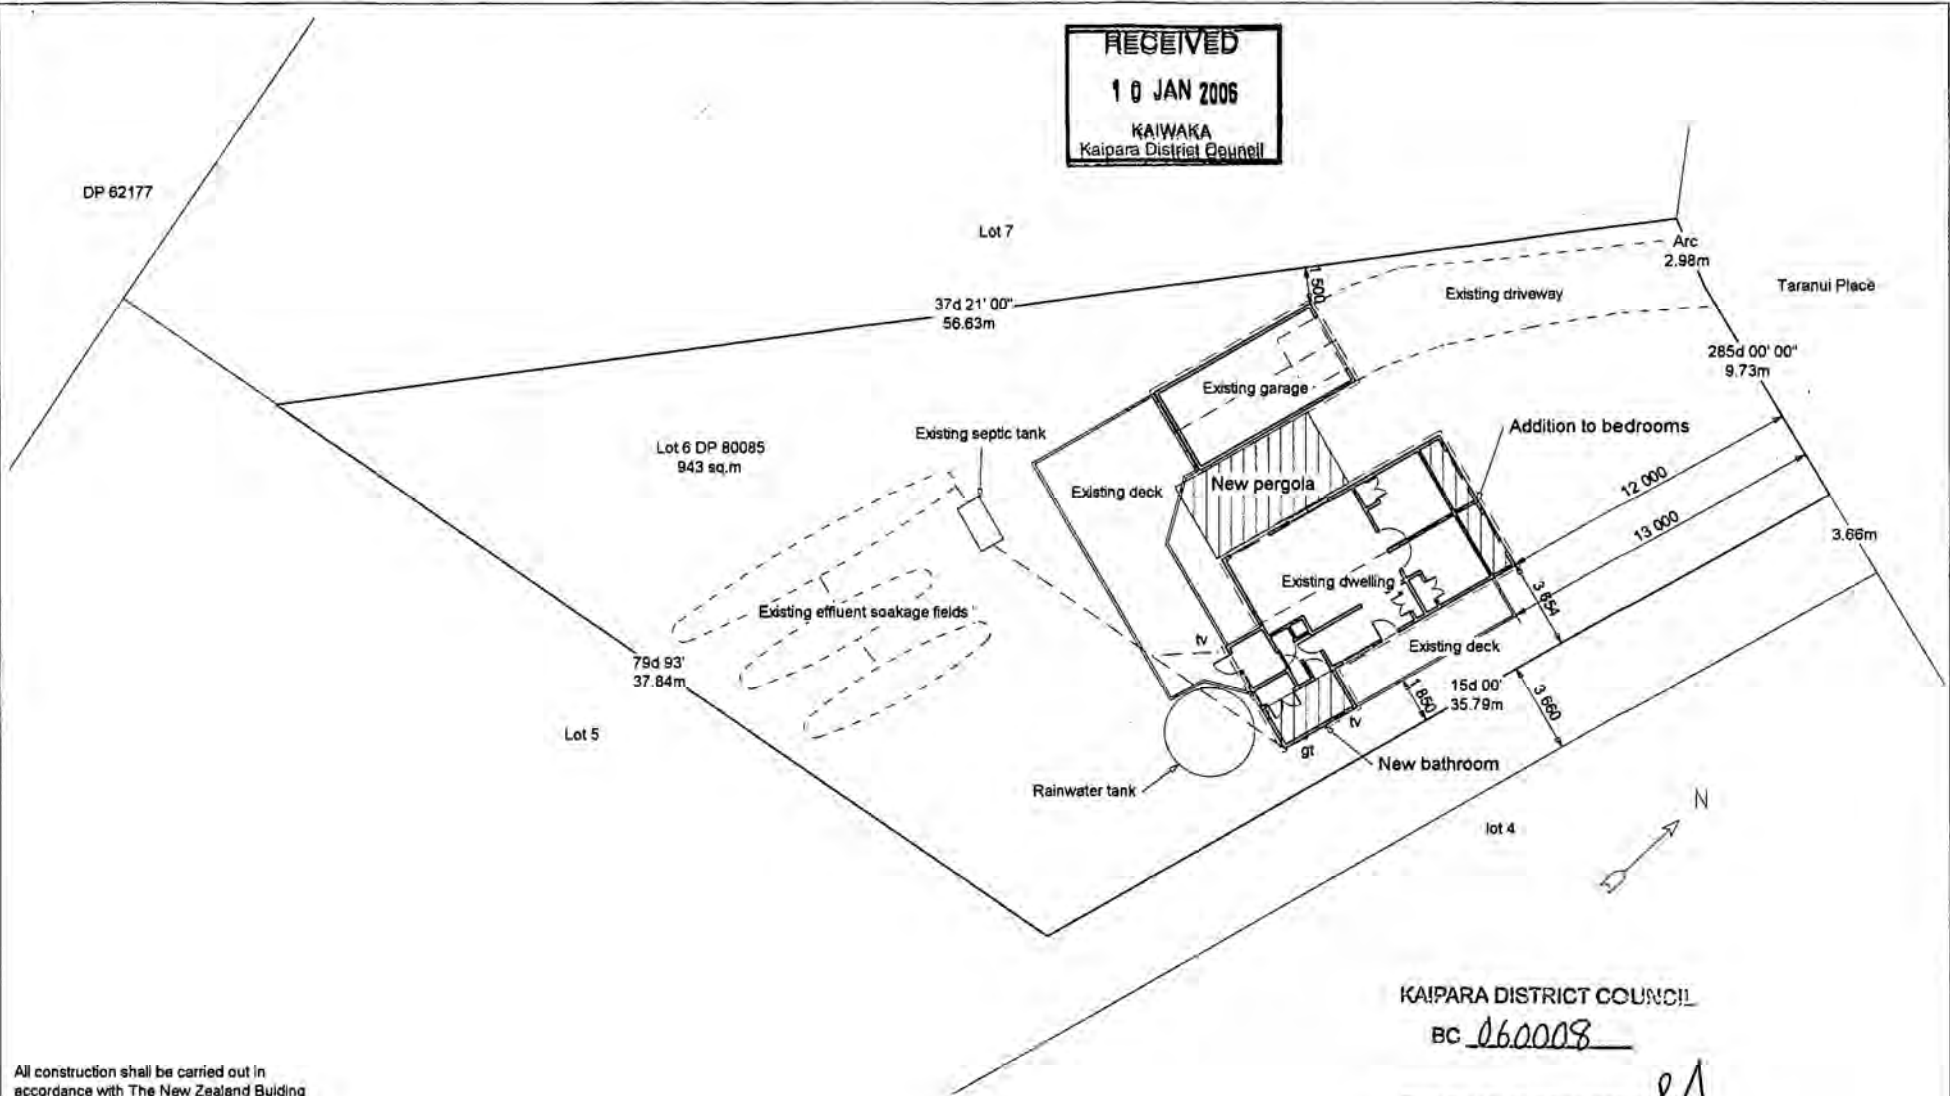 RECEIVED
10 JAN 2006
KAIWAKA
Kaipara District Council
DP 62177
Lot 7
Arc
2.98m
Taranui Place
37d 21' 00"
56.63m
1 500
Existing driveway
285d 00' 00"
9.73m
Existing garage
Addition to bedrooms
Existing septic tank
Lot 6 DP 80085
943 sq.m
Existing deck
New pergola
12 000
13 000
3.66m
Existing dwelling
3 654
Existing effluent soakage fields
tv
Existing deck
79d 93'
37.84m
15d 00'
35.79m
1 850
3 660
tv
gt
Lot 5
New bathroom
Rainwater tank
N
lot 4
KAIPARA DISTRICT COUNCIL
BC 060008
All construction shall be carried out in
accordance with The New Zealand Buiding